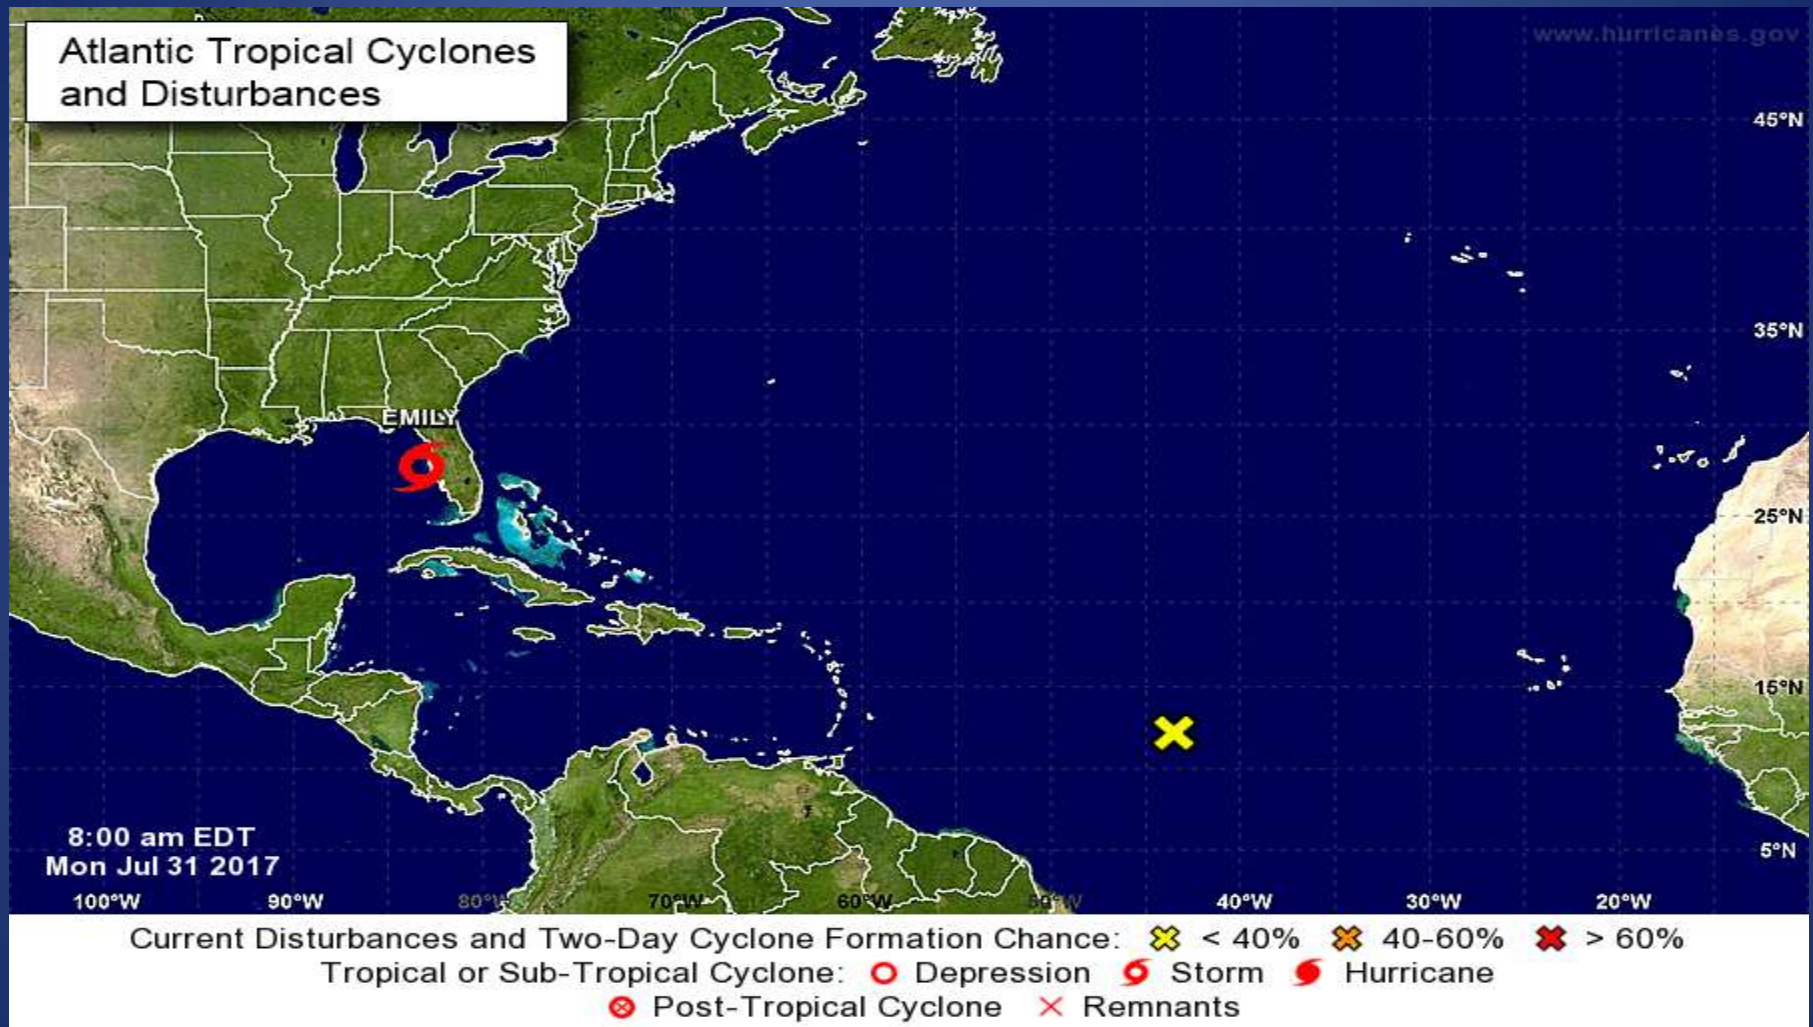 Atlantic Tropical Cyclones
and Disturbances
www.hurricanes.gov
45°N
35°N
EMILY
25°N
15°N
8:00 am EDT
Mon Jul 31 2017
5°N
100°W 90°W 80°W 70°W 60°W 50°W 40°W 30°W 20°W
Current Disturbances and Two-Day Cyclone Formation Chance: < 40% 40-60% > 60%
Tropical or Sub-Tropical Cyclone: Depression Storm Hurricane
Post-Tropical Cyclone Remnants